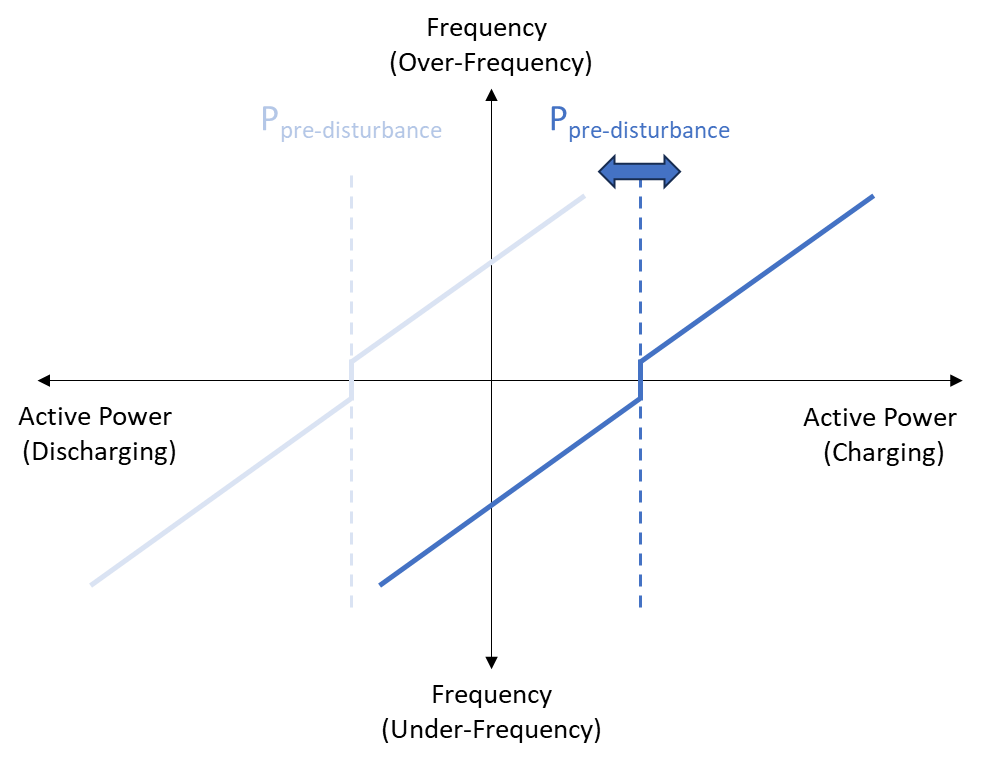 Frequency
(Over-Frequency)
Ppre-disturbance
Ppre-disturbance
Active Power
(Discharging)
Active Power
(Charging)
Frequency
(Under-Frequency)